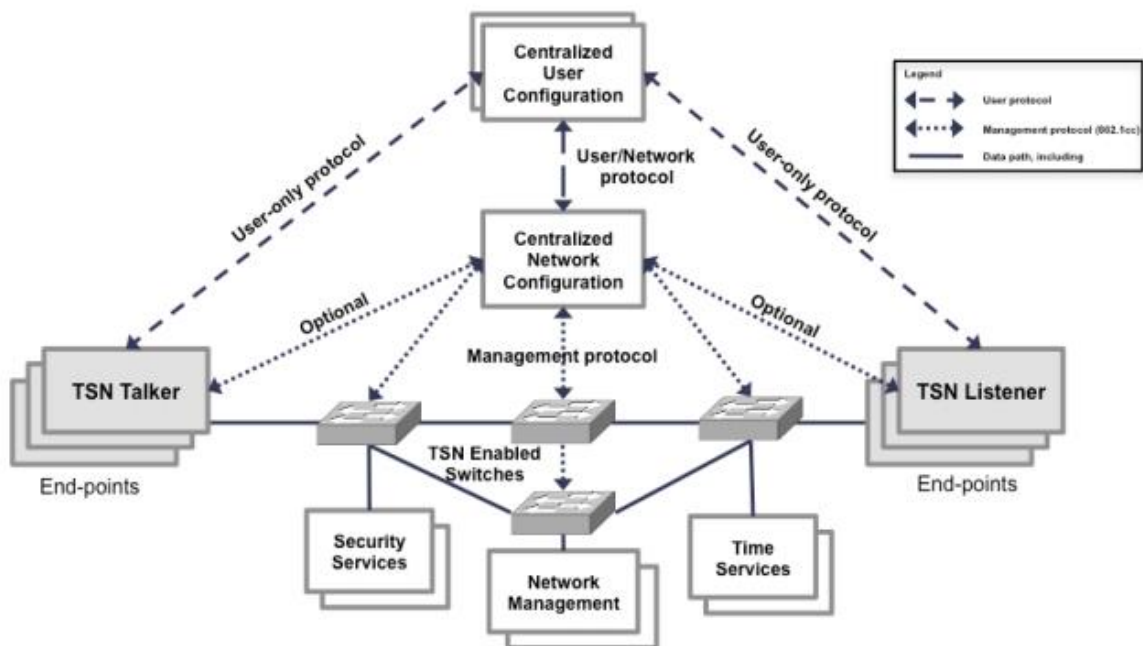 Centralized
User
Configuration
Legend
User protocol
Management protocol (802.1cc)
Data path, including
User-only protocol
User/Network
protocol
User-only protocol
Centralized
Network
Configuration
Optional
Optional
Management protocol
TSN Talker
TSN Listener
TSN Enabled
Switches
End-points
End-points
Security
Services
Time
Services
Network
Management